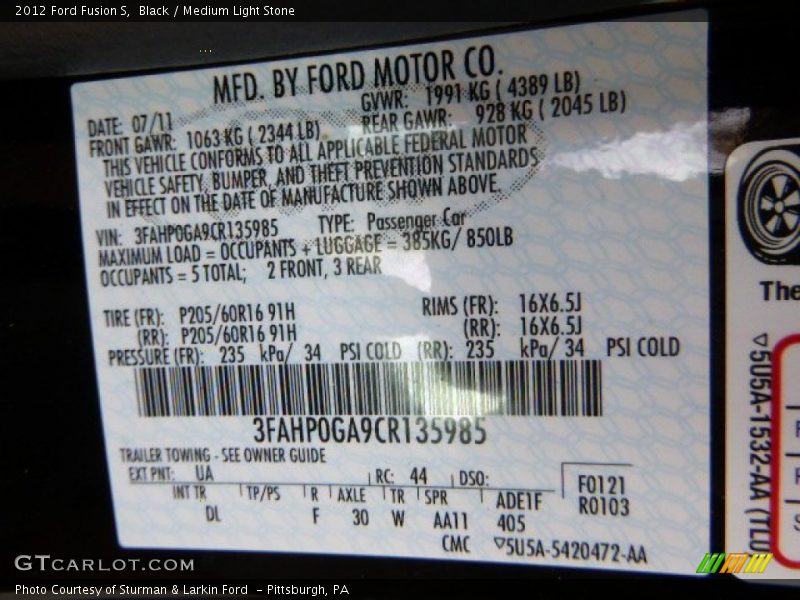 2012 Ford Fusion S,  Black / Medium Light Stone
MFD. BY FORD MOTOR CO.
DATE: 07/11 GVWR: 1991 KG ( 4389 LB)
FRONT GAWR: 1063 KG ( 2344 LB) REAR GAWR: 928 KG ( 2045 LB)
THIS VEHICLE CONFORMS TO ALL APPLICABLE FEDERAL MOTOR
VEHICLE SAFETY, BUMPER, AND THEFT PREVENTION STANDARDS
IN EFFECT ON THE DATE OF MANUFACTURE SHOWN ABOVE.
VIN: 3FAHP0GA9CR135985 TYPE: Passenger Car
MAXIMUM LOAD = OCCUPANTS + LUGGAGE = 385KG/ 850LB
OCCUPANTS = 5 TOTAL; 2 FRONT, 3 REAR
TIRE (FR): P205/60R16 91H RIMS (FR): 16X6.5J
(RR): P205/60R16 91H (RR): 16X6.5J
PRESSURE (FR): 235 kPa/ 34 PSI COLD (RR): 235 kPa/ 34 PSI COLD
3FAHP0GA9CR135985
TRAILER TOWING - SEE OWNER GUIDE
EXT PNT: UA RC: 44 DSO: F0121
INT TR TP/PS R AXLE TR SPR ADE1F R0103
DL F 30 W AA11 405
CMC ▽5U5A-5420472-AA
The
▽5U5A-1532-AA (TLU
GTCARLOT.COM
Photo Courtesy of Sturman & Larkin Ford  - Pittsburgh, PA